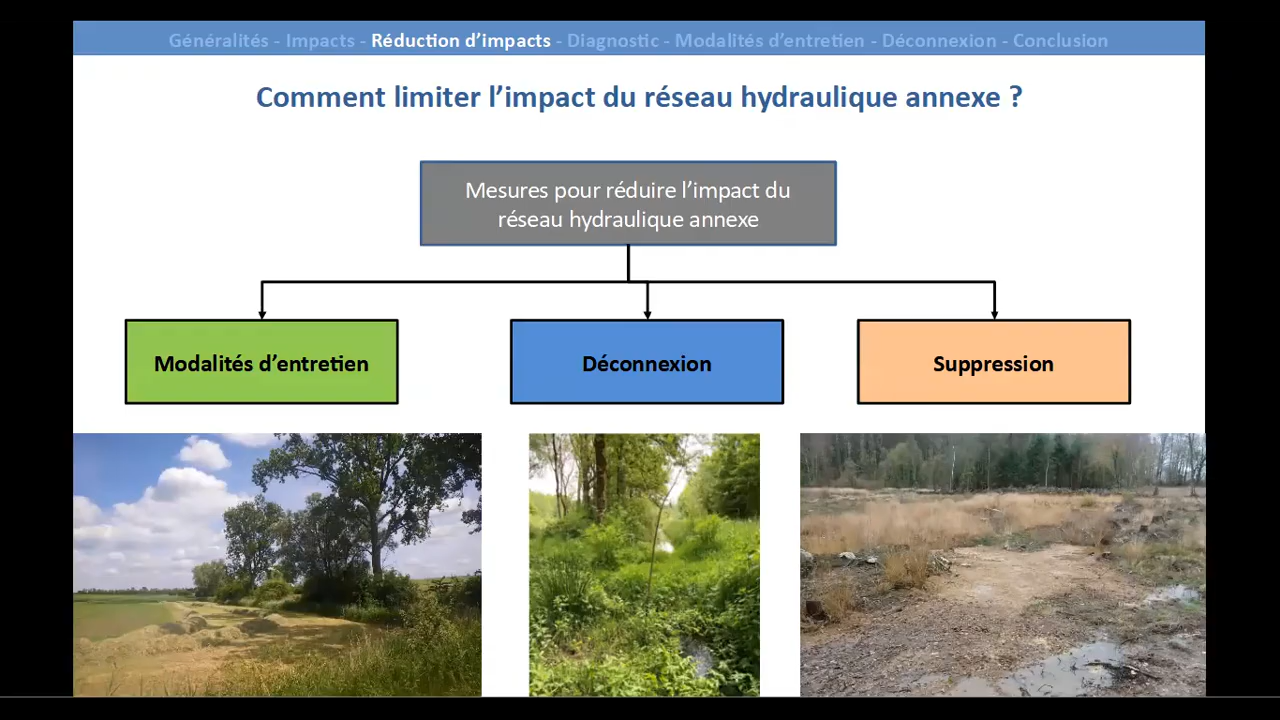 Généralités - Impacts - Réduction d’impacts - Diagnostic - Modalités d’entretien - Déconnexion - Conclusion
Comment limiter l’impact du réseau hydraulique annexe ?
Mesures pour réduire l’impact du
réseau hydraulique annexe
Modalités d’entretien
Déconnexion
Suppression